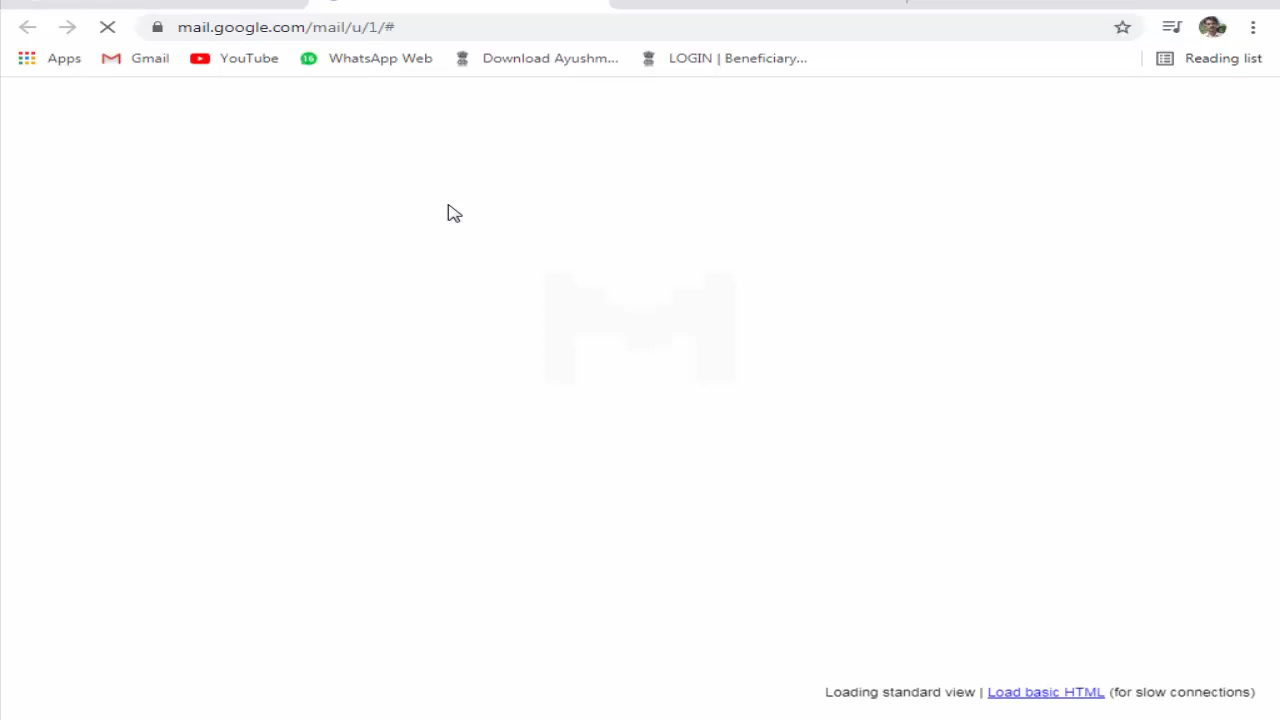 mail.google.com/mail/u/1/#
Apps Gmail YouTube 16 WhatsApp Web Download Ayushm... LOGIN | Beneficiary... Reading list
Loading standard view | Load basic HTML (for slow connections)